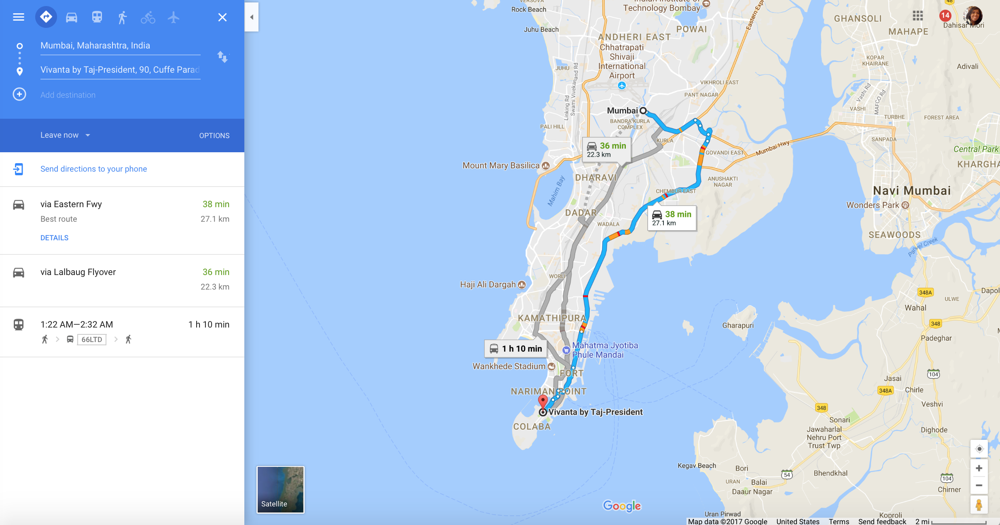 Mumbai, Maharashtra, India
Vivanta by Taj-President, 90, Cuffe Parad
Add destination
Leave now
OPTIONS
Send directions to your phone
via Eastern Fwy
38 min
Best route
27.1 km
DETAILS
via Lalbaug Flyover
36 min
22.3 km
1:22 AM—2:32 AM
1 h 10 min
66LTD
Satellite
VERSOVA
Rock Beach
Indian Institute of
Technology Bombay
Eastern Expr
48
GHANSOLI
14
MAHAPE
Dahisar Mori
Juhu Beach
POWAI
ANDHERI EAST
Chhatrapati
Shivaji
International
Airport
JUHU
Linking Rd
Swami Vivekanand Rd
VIKHROLI EAST
PANT NAGAR
KOPAR
KHAIRANE
Adivali
Vashi Rd
MAFCO Rd
VASHI
TURBHE
FOREST AREA
Mumbai
BANDRA KURLA
COMPLEX
PALI HILL
KURLA
SANPADA
36 min
22.3 km
Mumbai Hwy
GOVANDI EAST
Central Park
KHARGHA
Mount Mary Basilica
DHARAVI
Mahim Bay
ANUSHAKTI
NAGAR
CHEMBUR EAST
Navi Mumbai
Wonders Park
DADAR
WADALA
38 min
27.1 km
SEAWOODS
Panvel Creek
WORLI
Haji Ali Dargah
348A
Dapol
ULWE
Wahal
KAMATHIPURA
Gharapuri
348
Padeghar
1 h 10 min
Mahatma Jyotiba
Phule Mandai
Wankhede Stadium
FORT
104
Jasai
348A
Chirle
NARIMAN POINT
Veshvi
348
Vivanta by Taj-President
Sonari
COLABA
Jawaharlal
Nehru Port
Trust Twp
Dighode
Kegav Beach
Bori
54
Bhendkhal
URAN
Balai
104
Daaur Nagar
Chirner
Google
Uran Pirwad
Koproli
Map data ©2017 Google
United States
Terms
Send feedback
2 mi